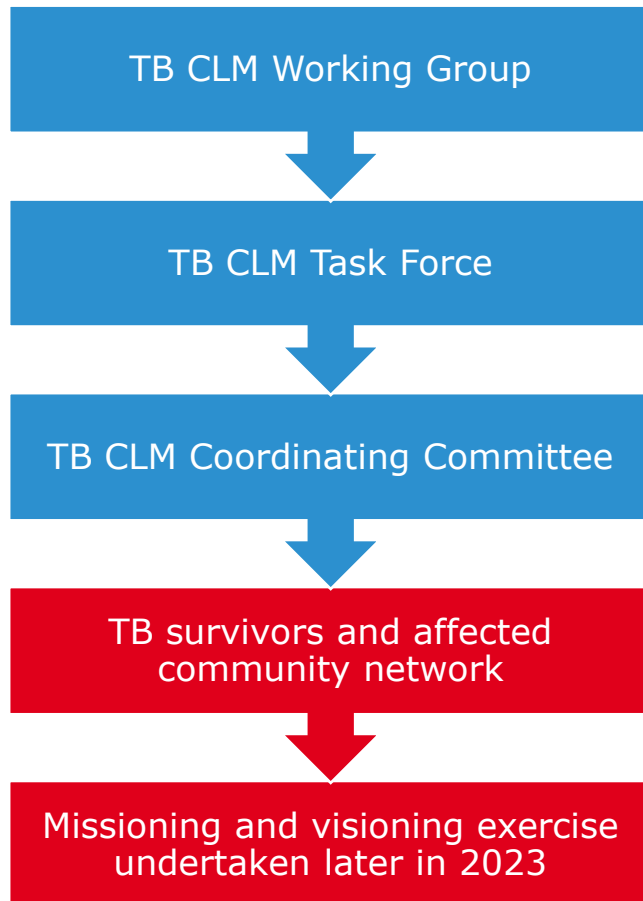 TB CLM Working Group
TB CLM Task Force
TB CLM Coordinating Committee
TB survivors and affected
community network
Missioning and visioning exercise
undertaken later in 2023